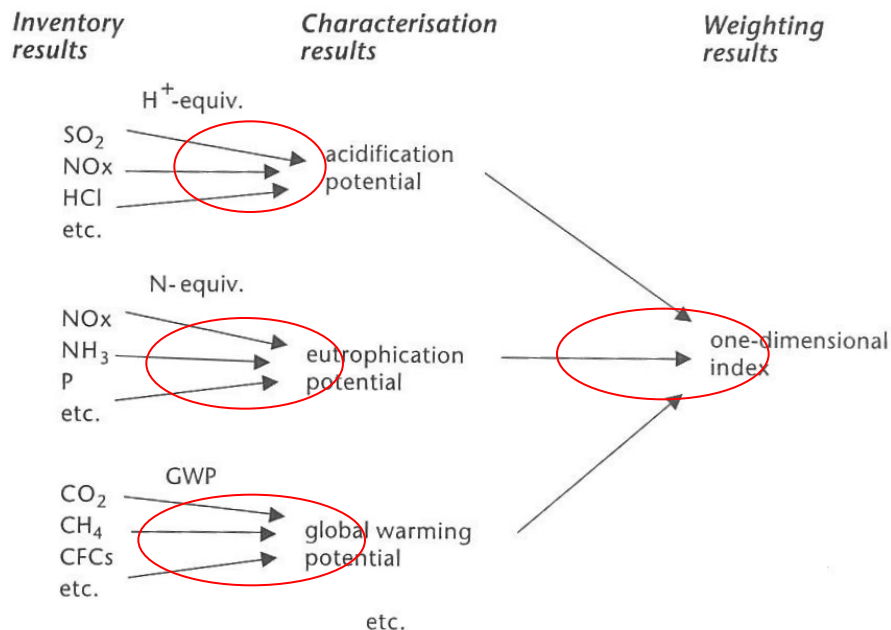 Inventory results
Characterisation results
Weighting results
H⁺-equiv.
SO₂
NOx
HCl
etc.
acidification
potential
N-equiv.
NOx
NH₃
P
etc.
eutrophication
potential
one-dimensional
index
GWP
CO₂
CH₄
CFCs
etc.
global warming
potential
etc.